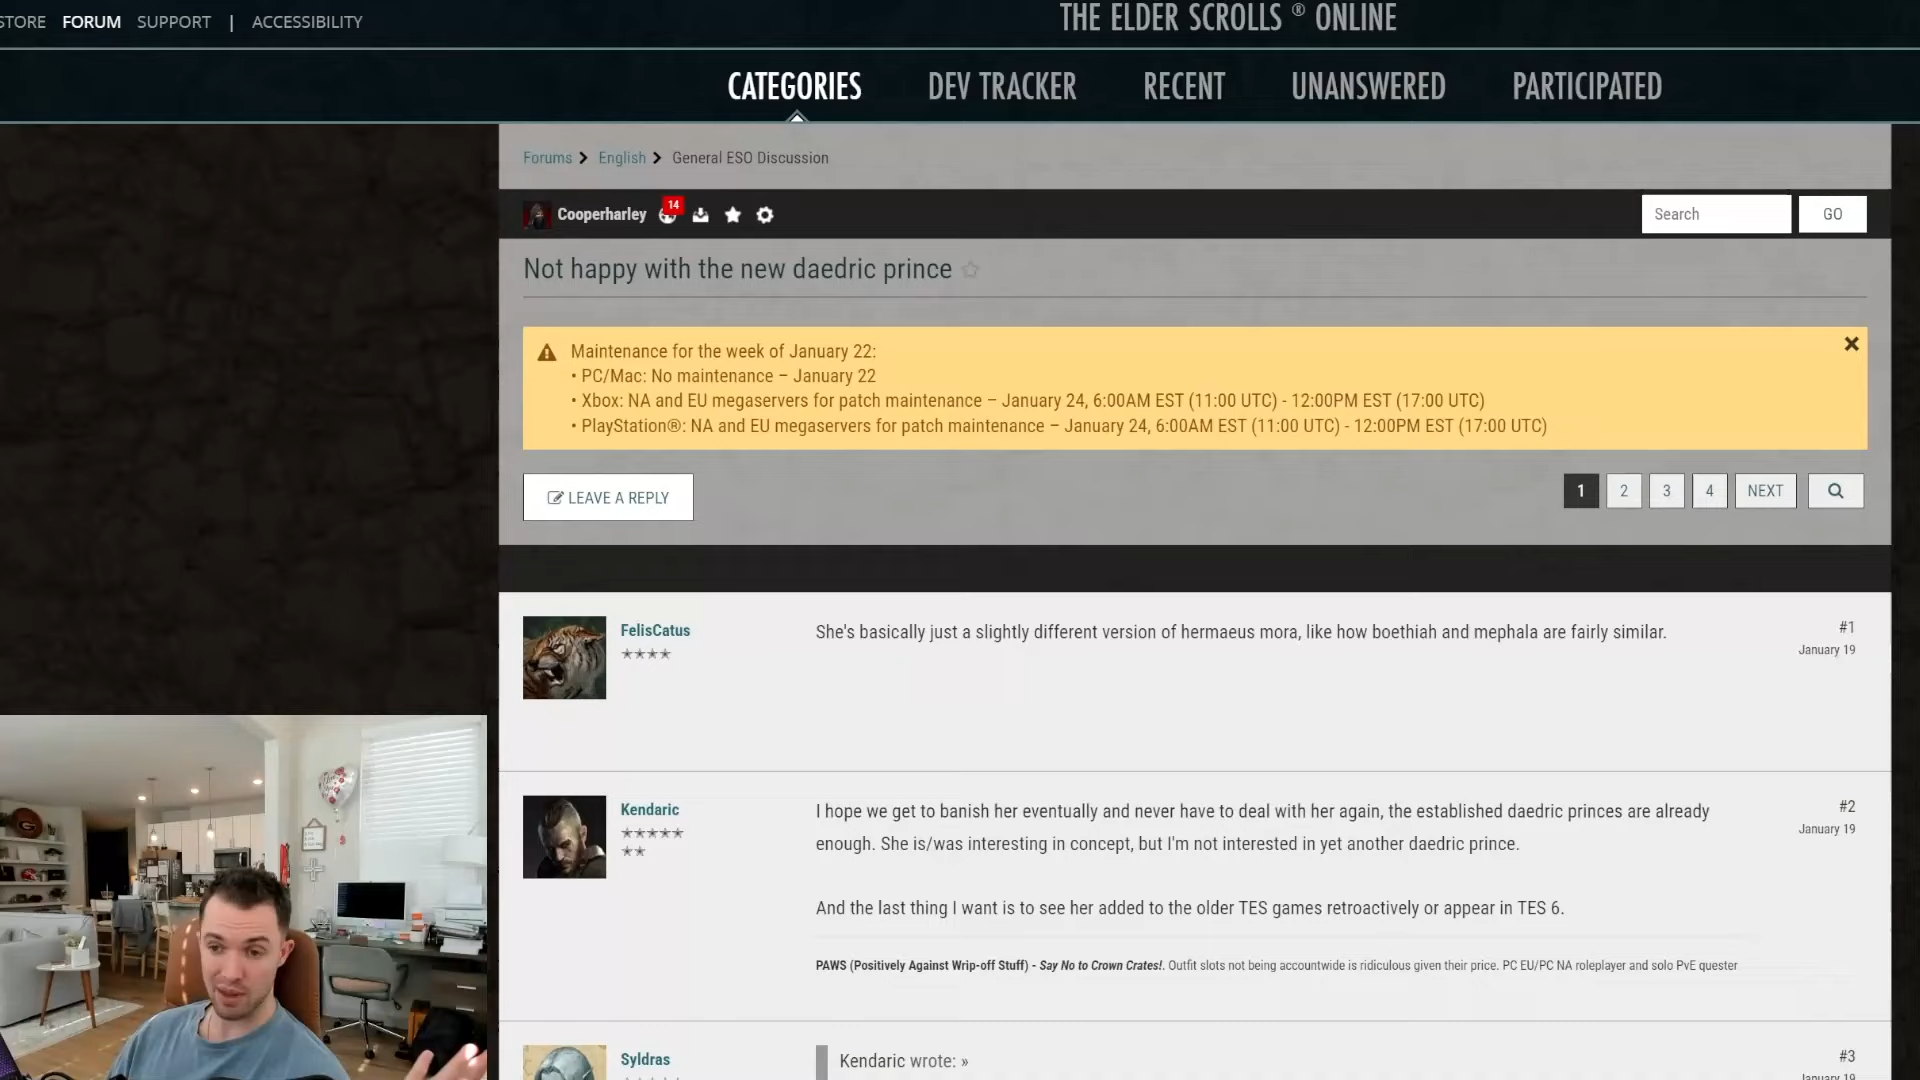 STORE FORUM SUPPORT | ACCESSIBILITY
THE ELDER SCROLLS ® ONLINE
CATEGORIES DEV TRACKER RECENT UNANSWERED PARTICIPATED
Forums English General ESO Discussion
Cooperharley 14 Search GO
Not happy with the new daedric prince
Maintenance for the week of January 22:
• PC/Mac: No maintenance – January 22
• Xbox: NA and EU megaservers for patch maintenance – January 24, 6:00AM EST (11:00 UTC) - 12:00PM EST (17:00 UTC)
• PlayStation®: NA and EU megaservers for patch maintenance – January 24, 6:00AM EST (11:00 UTC) - 12:00PM EST (17:00 UTC)
LEAVE A REPLY 1 2 3 4 NEXT
FelisCatus
She's basically just a slightly different version of hermaeus mora, like how boethiah and mephala are fairly similar.
#1
January 19
Kendaric
I hope we get to banish her eventually and never have to deal with her again, the established daedric princes are already
enough. She is/was interesting in concept, but I'm not interested in yet another daedric prince.
And the last thing I want is to see her added to the older TES games retroactively or appear in TES 6.
PAWS (Positively Against Wrip-off Stuff) - Say No to Crown Crates!. Outfit slots not being accountwide is ridiculous given their price. PC EU/PC NA roleplayer and solo PvE quester
#2
January 19
Syldras
Kendaric wrote: »
#3
January 19